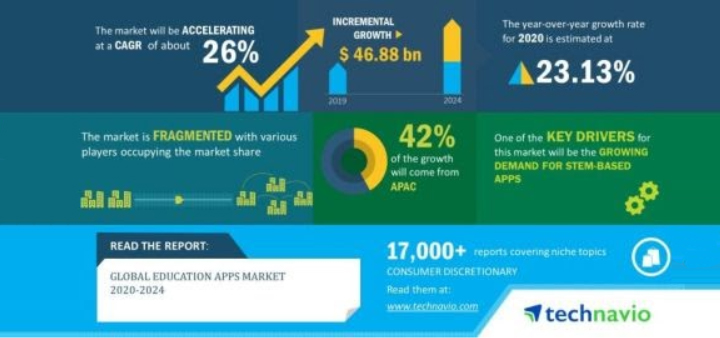 The market will be ACCELERATING
at a CAGR of about
26%
INCREMENTAL
GROWTH
$ 46.88 bn
2019
2024
The year-over-year growth rate
for 2020 is estimated at
23.13%
The market is FRAGMENTED with various
players occupying the market share
42%
of the growth
will come from
APAC
One of the KEY DRIVERS for
this market will be the GROWING
DEMAND FOR STEM-BASED
APPS
READ THE REPORT:
GLOBAL EDUCATION APPS MARKET
2020-2024
17,000+ reports covering niche topics
CONSUMER DISCRETIONARY
Read them at:
www.technavio.com
technavio